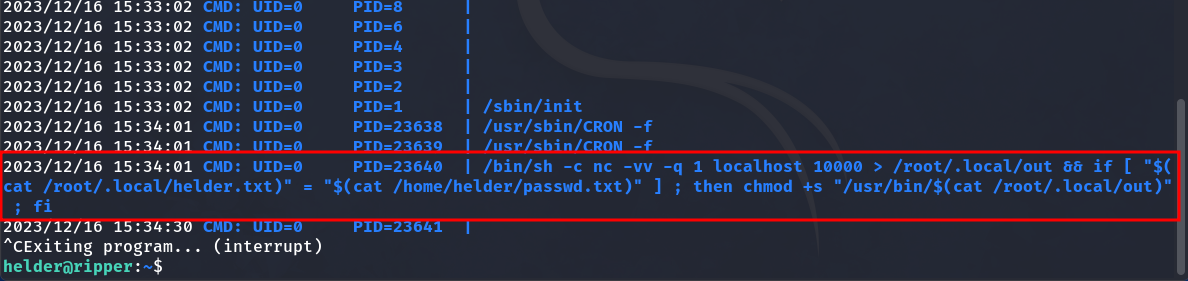 2023/12/16 15:33:02 CMD: UID=0     PID=8      |
2023/12/16 15:33:02 CMD: UID=0     PID=6      |
2023/12/16 15:33:02 CMD: UID=0     PID=4      |
2023/12/16 15:33:02 CMD: UID=0     PID=3      |
2023/12/16 15:33:02 CMD: UID=0     PID=2      |
2023/12/16 15:33:02 CMD: UID=0     PID=1      | /sbin/init
2023/12/16 15:34:01 CMD: UID=0     PID=23638  | /usr/sbin/CRON -f
2023/12/16 15:34:01 CMD: UID=0     PID=23639  | /usr/sbin/CRON -f
2023/12/16 15:34:01 CMD: UID=0     PID=23640  | /bin/sh -c nc -vv -q 1 localhost 10000 > /root/.local/out && if [ "$(
cat /root/.local/helder.txt)" = "$(cat /home/helder/passwd.txt)" ] ; then chmod +s "/usr/bin/$(cat /root/.local/out)"
 ; fi
2023/12/16 15:34:30 CMD: UID=0     PID=23641  |
^CExiting program... (interrupt)
helder@ripper:~$